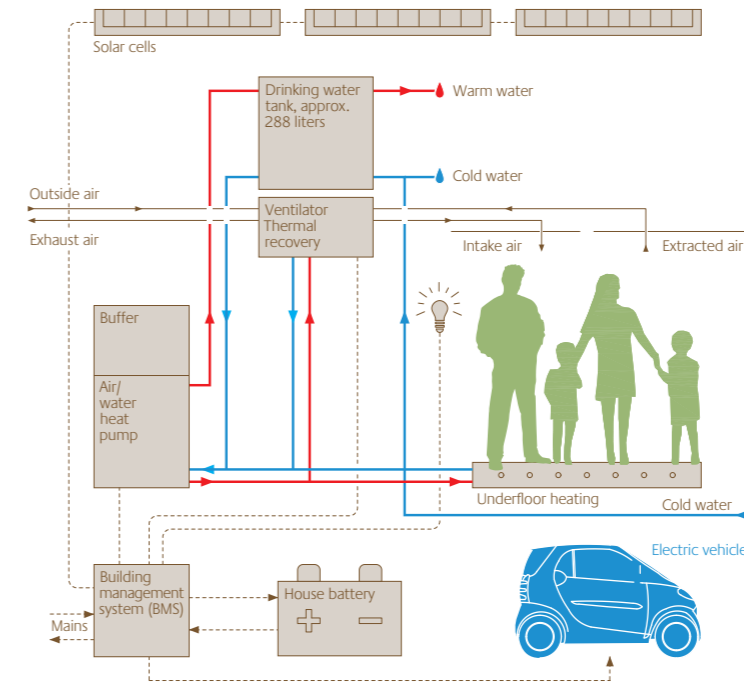 Solar cells
Drinking water
tank, approx.
288 liters
Warm water
Cold water
Outside air
Exhaust air
Ventilator
Thermal
recovery
Intake air
Extracted air
Buffer
Air/
water
heat
pump
Underfloor heating
Cold water
Electric vehicle
Building
management
system (BMS)
House battery
Mains